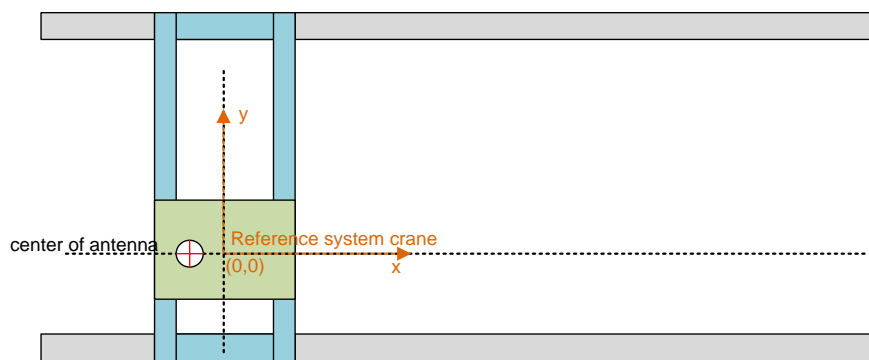 y
center of antenna
Reference system crane
(0,0)
x